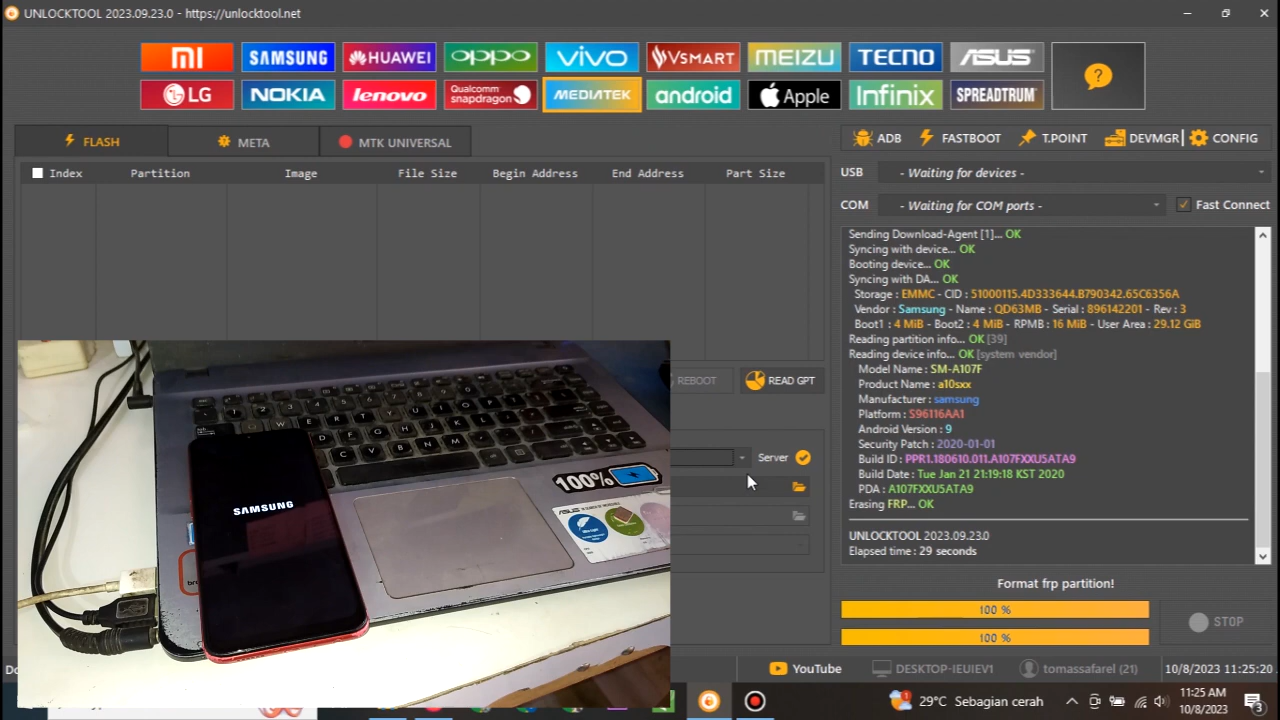 UNLOCKTOOL 2023.09.23.0 - https://unlocktool.net
MI SAMSUNG HUAWEI OPPO vivo VSMART MEIZU TECNO ASUS
LG NOKIA lenovo Qualcomm snapdragon MEDIATEK android Apple Infinix SPREADTRUM ?
FLASH META MTK UNIVERSAL
ADB FASTBOOT T.POINT DEVMGR CONFIG
Index Partition Image File Size Begin Address End Address Part Size
USB - Waiting for devices -
COM - Waiting for COM ports - Fast Connect
Sending Download-Agent [1]... OK
Syncing with device... OK
Booting device... OK
Syncing with DA... OK
Storage : EMMC - CID : 51000115.4D333644.B790342.65C6356A
Vendor : Samsung - Name : QD63MB - Serial : 896142201 - Rev : 3
Boot1 : 4 MiB - Boot2 : 4 MiB - RPMB : 16 MiB - User Area : 29.12 GiB
Reading partition info... OK [39]
Reading device info... OK [system vendor]
Model Name : SM-A107F
Product Name : a10sxx
Manufacturer : samsung
Platform : S96116AA1
Android Version : 9
Security Patch : 2020-01-01
Build ID : PPR1.180610.011.A107FXXU5ATA9
Build Date : Tue Jan 21 21:19:18 KST 2020
PDA : A107FXXU5ATA9
Erasing FRP... OK
UNLOCKTOOL 2023.09.23.0
Elapsed time : 29 seconds
REBOOT READ GPT
Server
Format frp partition!
100 %
100 %
STOP
SAMSUNG
100%
ASUS
YouTube DESKTOP-IEUIEV1 tomassafarel (21) 10/8/2023 11:25:20
1 29°C Sebagian cerah 11:25 AM
10/8/2023 3